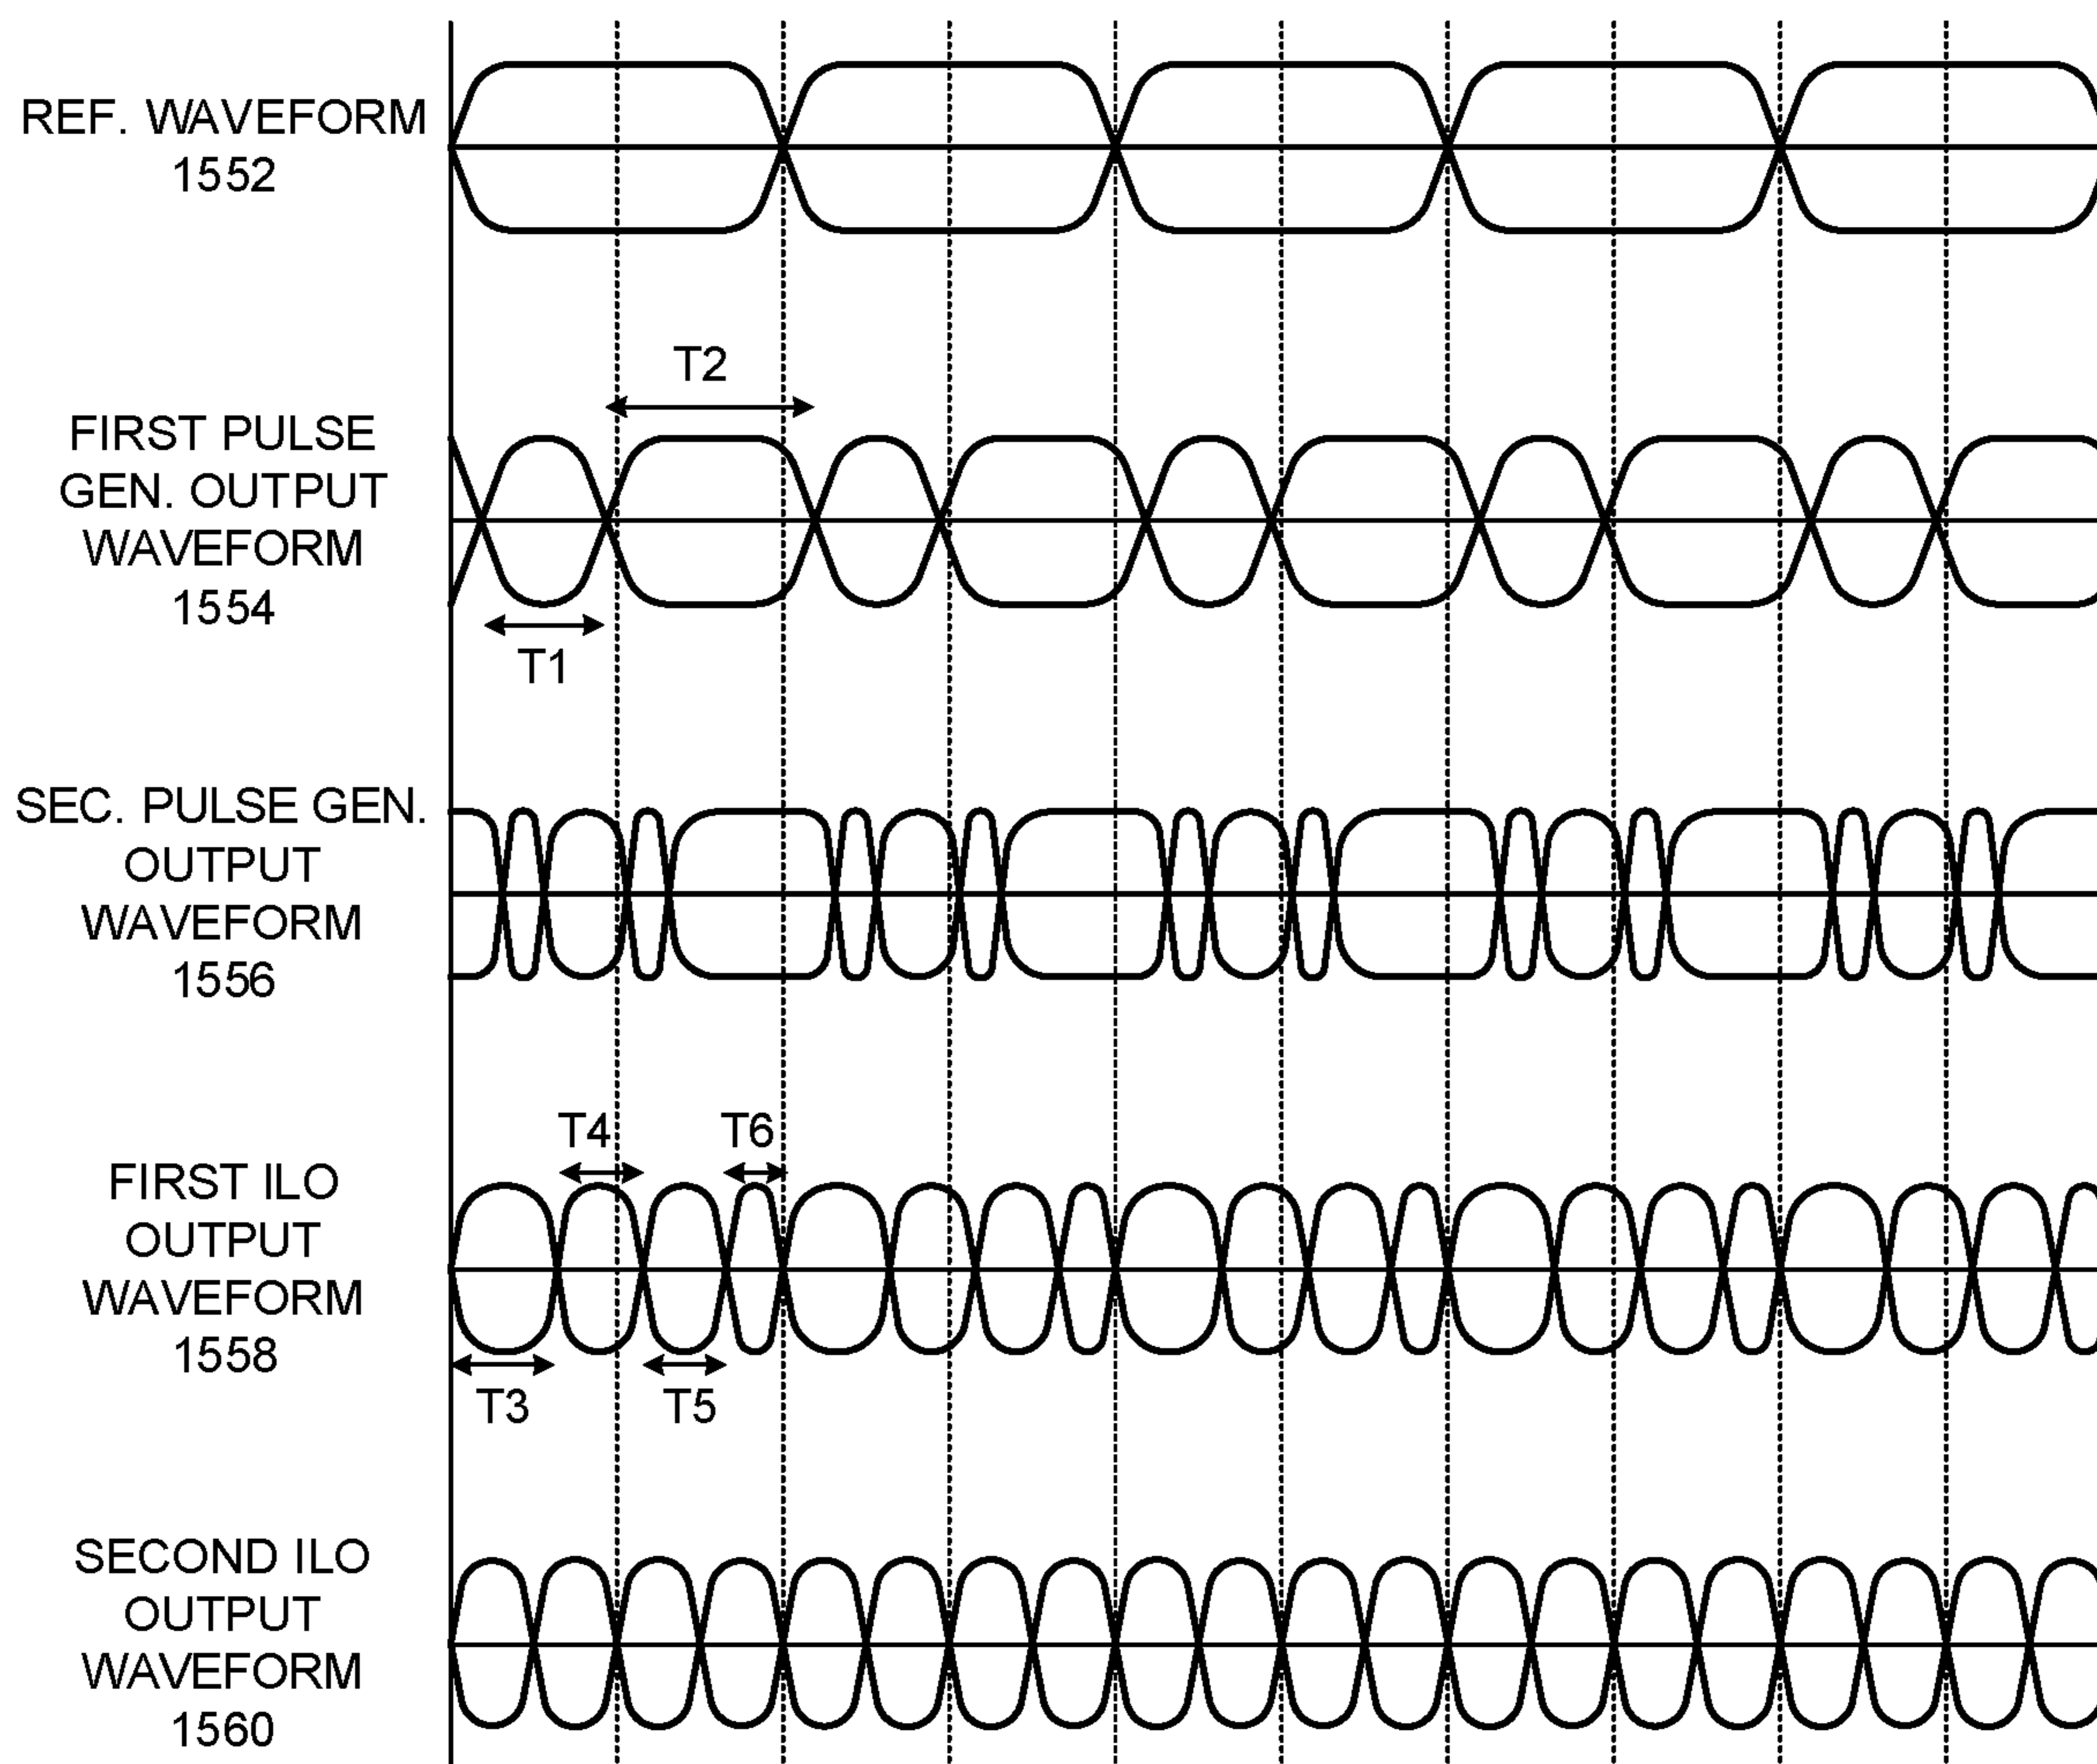 REF. WAVEFORM
1552
T2
FIRST PULSE
GEN. OUTPUT
WAVEFORM
1554
T1
SEC. PULSE GEN.
OUTPUT
WAVEFORM
1556
T4
T6
FIRST ILO
OUTPUT
WAVEFORM
1558
T3
T5
SECOND ILO
OUTPUT
WAVEFORM
1560